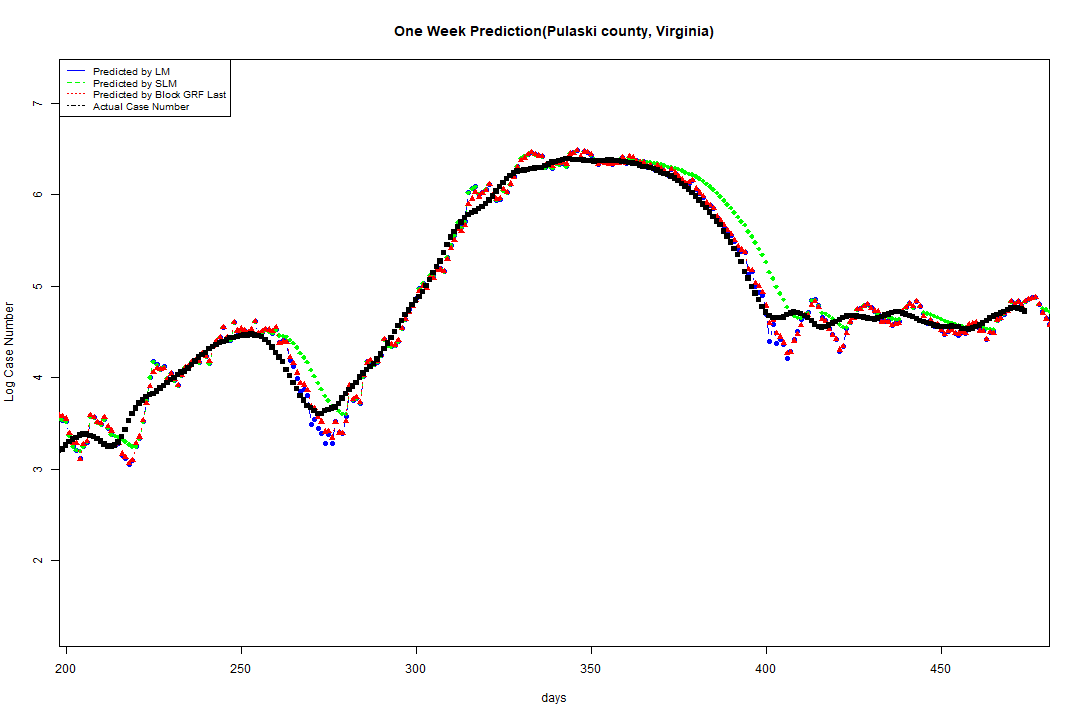 One Week Prediction(Pulaski county, Virginia)
Predicted by LM
Predicted by SLM
Predicted by Block GRF Last
Actual Case Number
7
6
5
4
3
2
Log Case Number
200 250 300 350 400 450
days